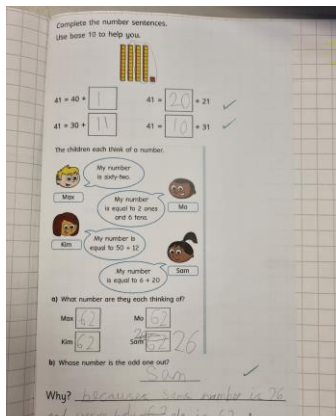 Complete the number sentences.
Use base 10 to help you.
41 = 40 + 1
41 = 20 + 21
41 = 30 + 11
41 = 10 + 31
The children each think of a number.
My number is sixty-two.
Max
My number is equal to 2 ones and 6 tens.
Mo
My number is equal to 50 + 12
Kim
My number is equal to 6 + 20
Sam
a) What number are they each thinking of?
Max 62
Mo 62
Kim 62
Sam 26
b) Whose number is the odd one out?
Sam
Why? because Sams number is 26